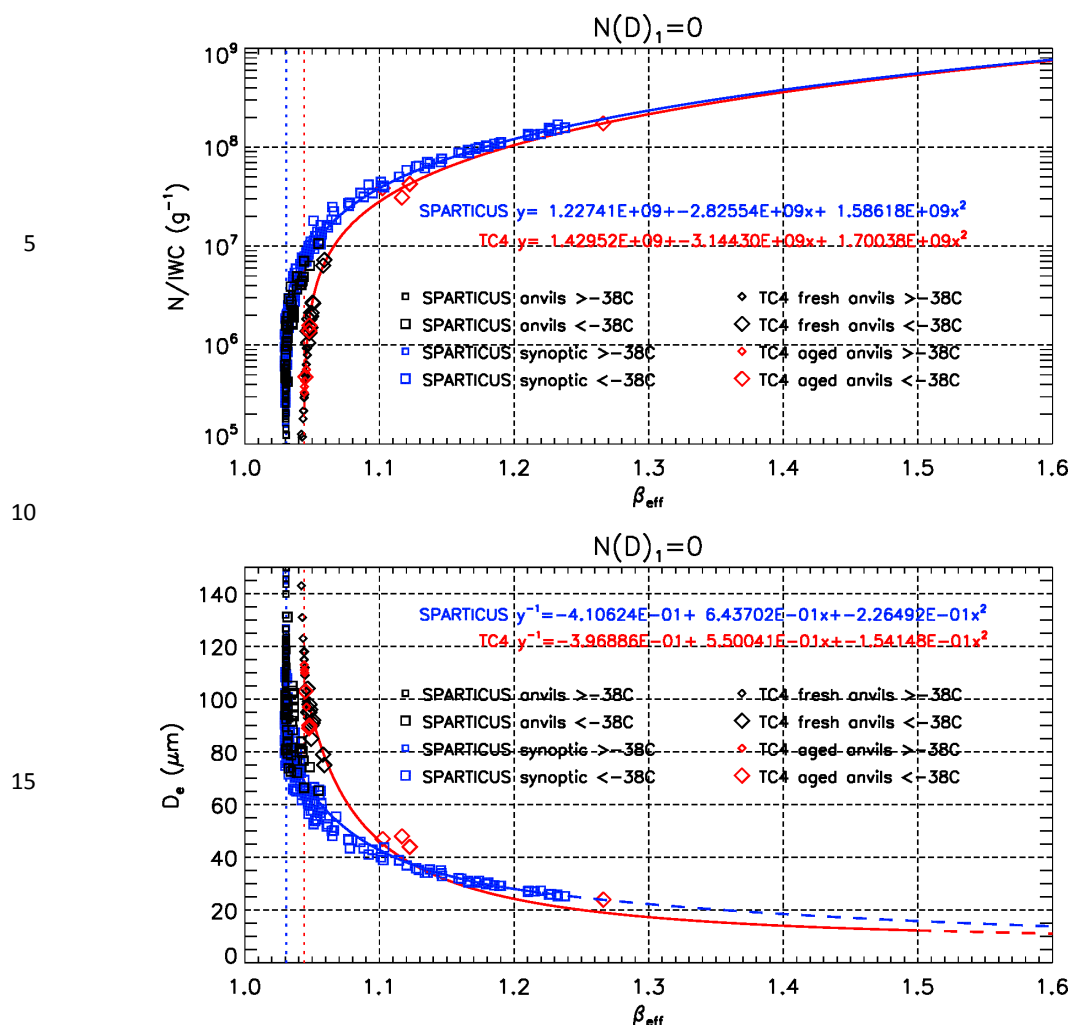 N(D)₁=0
10⁹
10⁸
10⁷
10⁶
10⁵
N/IWC (g⁻¹)
5
SPARTICUS y= 1.22741E+09+-2.82554E+09x+ 1.58618E+09x²
TC4 y= 1.42952E+09+-3.14430E+09x+ 1.70038E+09x²
SPARTICUS anvils >-38C
TC4 fresh anvils >-38C
SPARTICUS anvils <-38C
TC4 fresh anvils <-38C
SPARTICUS synoptic >-38C
TC4 aged anvils >-38C
SPARTICUS synoptic <-38C
TC4 aged anvils <-38C
1.0 1.1 1.2 1.3 1.4 1.5 1.6
β_eff
10
N(D)₁=0
140
120
100
80
60
40
20
0
D_e (μm)
15
SPARTICUS y⁻¹=-4.10624E-01+ 6.43702E-01x+-2.26492E-01x²
TC4 y⁻¹=-3.96886E-01+ 5.50041E-01x+-1.54148E-01x²
SPARTICUS anvils >-38C
TC4 fresh anvils >-38C
SPARTICUS anvils <-38C
TC4 fresh anvils <-38C
SPARTICUS synoptic >-38C
TC4 aged anvils >-38C
SPARTICUS synoptic <-38C
TC4 aged anvils <-38C
1.0 1.1 1.2 1.3 1.4 1.5 1.6
β_eff